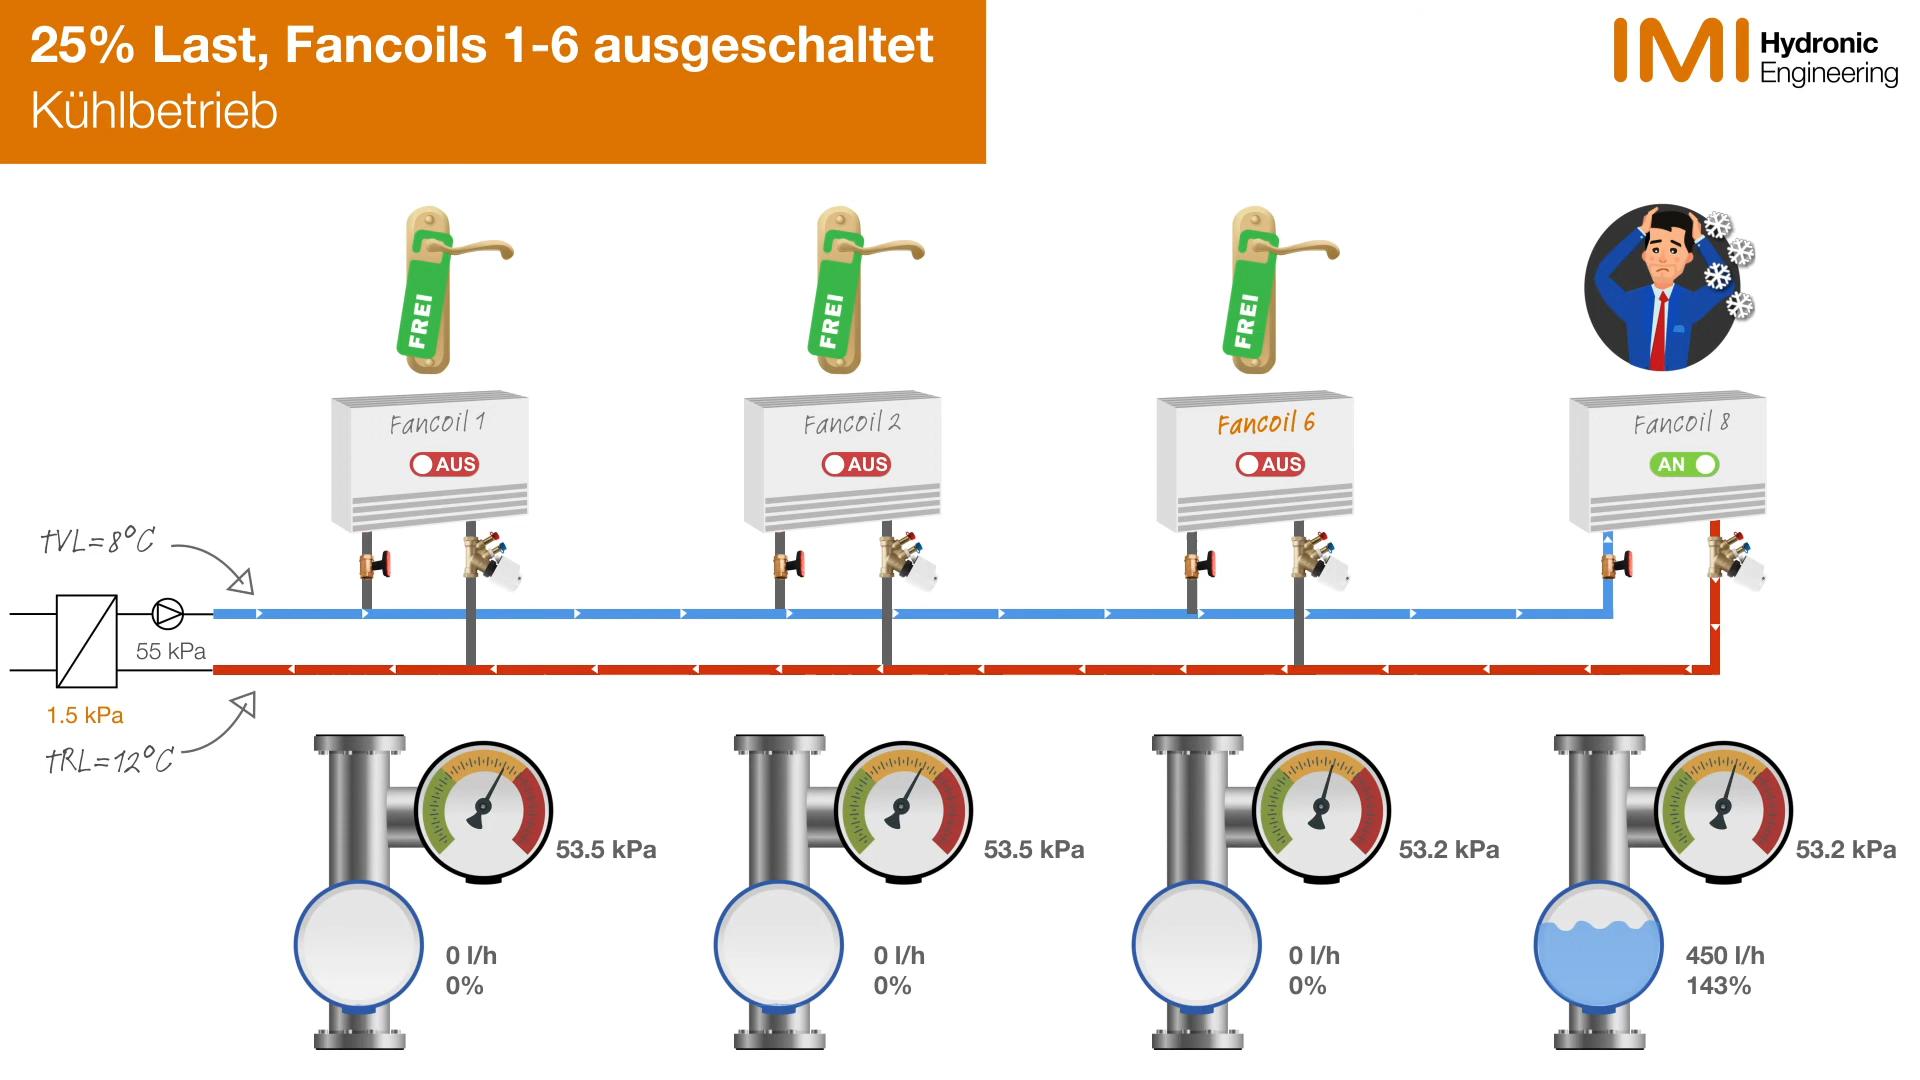 25% Last, Fancoils 1-6 ausgeschaltet
Kühlbetrieb
IMI Hydronic
Engineering
FREI
FREI
FREI
Fancoil 1
Fancoil 2
Fancoil 6
Fancoil 8
AUS
AUS
AUS
AN
tVL=8°C
55 kPa
1.5 kPa
tRL=12°C
53.5 kPa
53.5 kPa
53.2 kPa
53.2 kPa
0 l/h
0%
0 l/h
0%
0 l/h
0%
450 l/h
143%